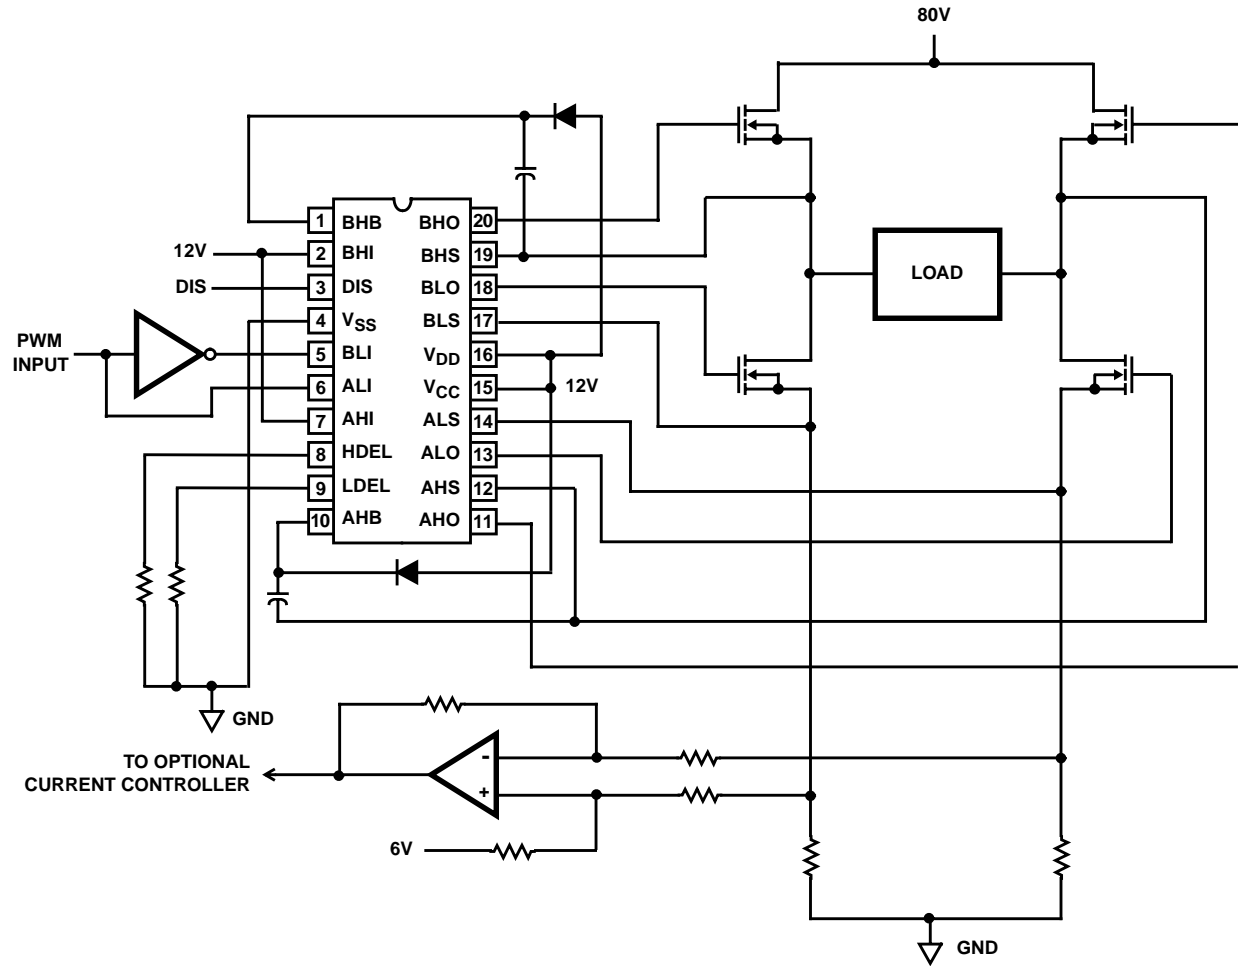 80V
1 BHB BHO 20
12V 2 BHI BHS 19
LOAD
DIS 3 DIS BLO 18
4 VSS BLS 17
PWM
INPUT
5 BLI VDD 16
6 ALI VCC 15 12V
7 AHI ALS 14
8 HDEL ALO 13
9 LDEL AHS 12
10 AHB AHO 11
GND
TO OPTIONAL
CURRENT CONTROLLER
-
+
6V
GND